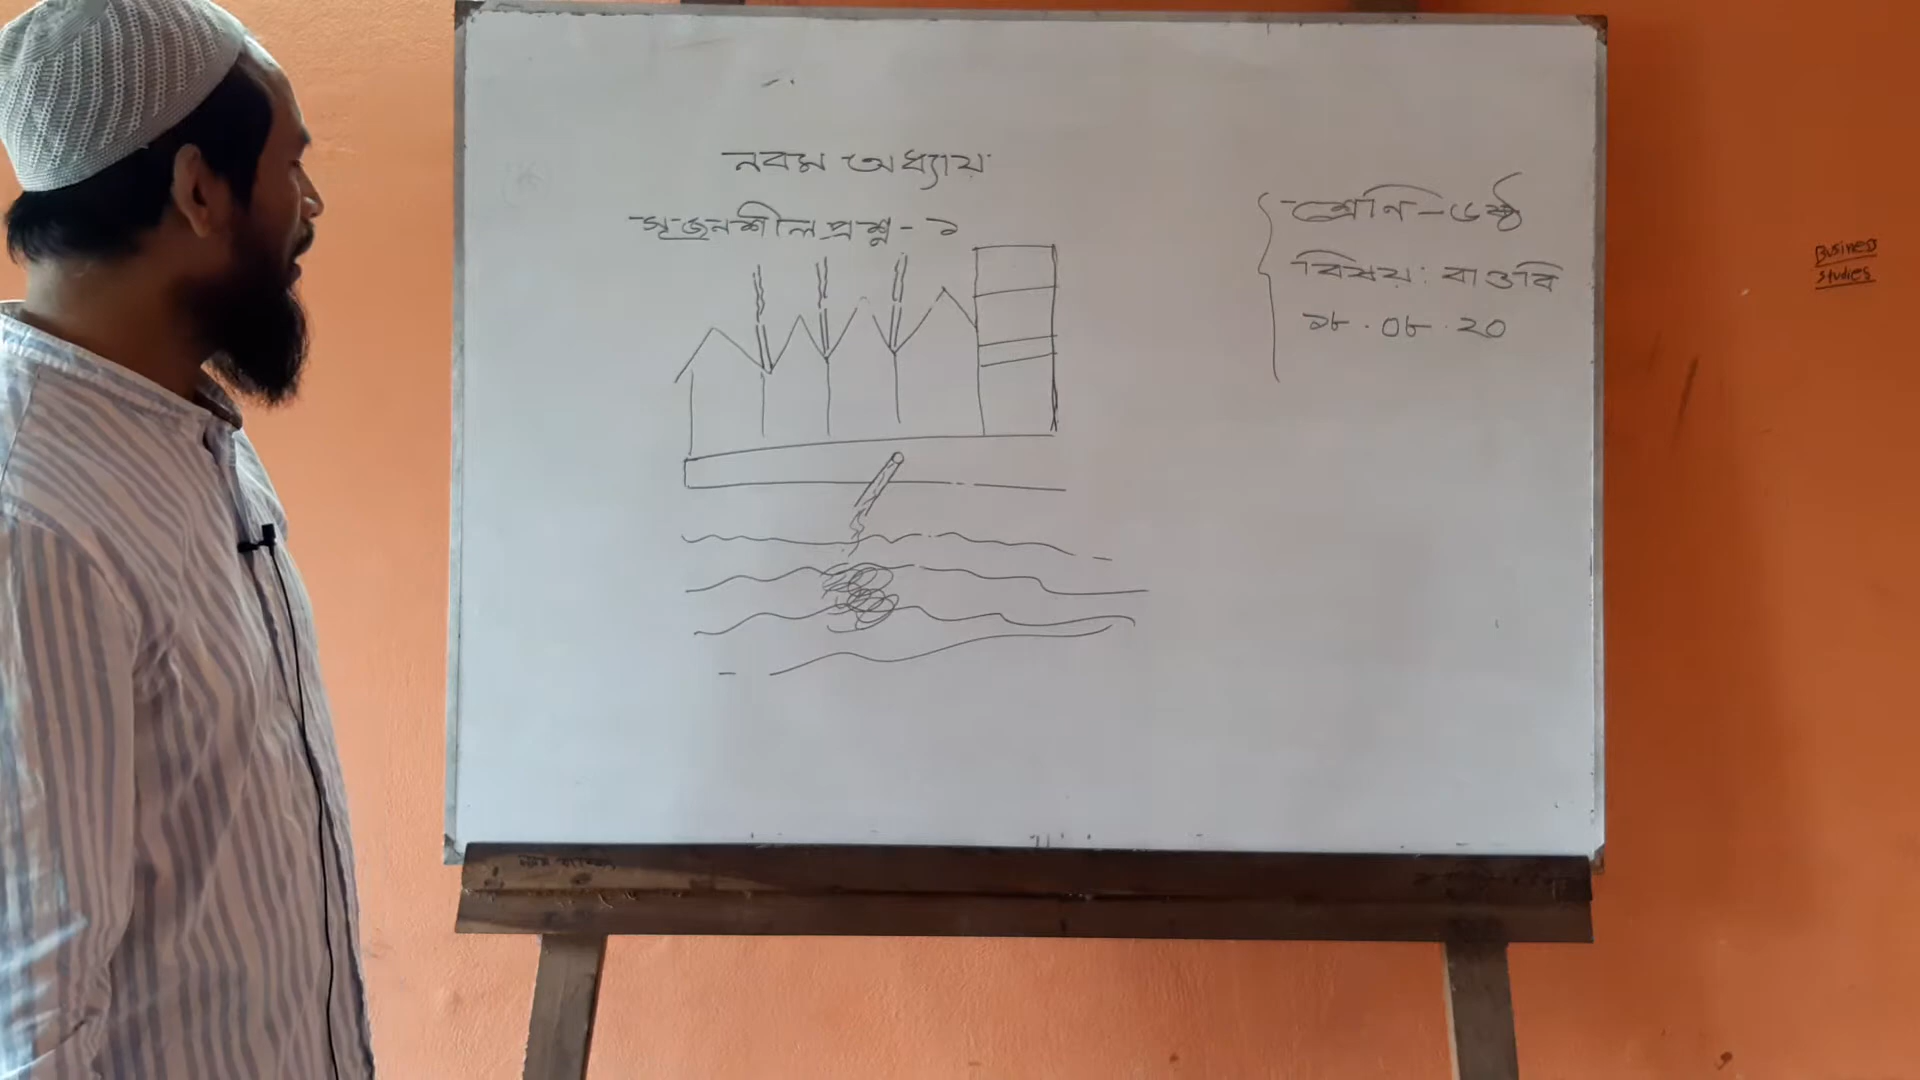 নবম অধ্যায়
সৃজনশীল প্রশ্ন - ১
শ্রেণি - ৬ষ্ঠ
বিষয়: বাওবি
১৮.০৮.২০
Business
Studies